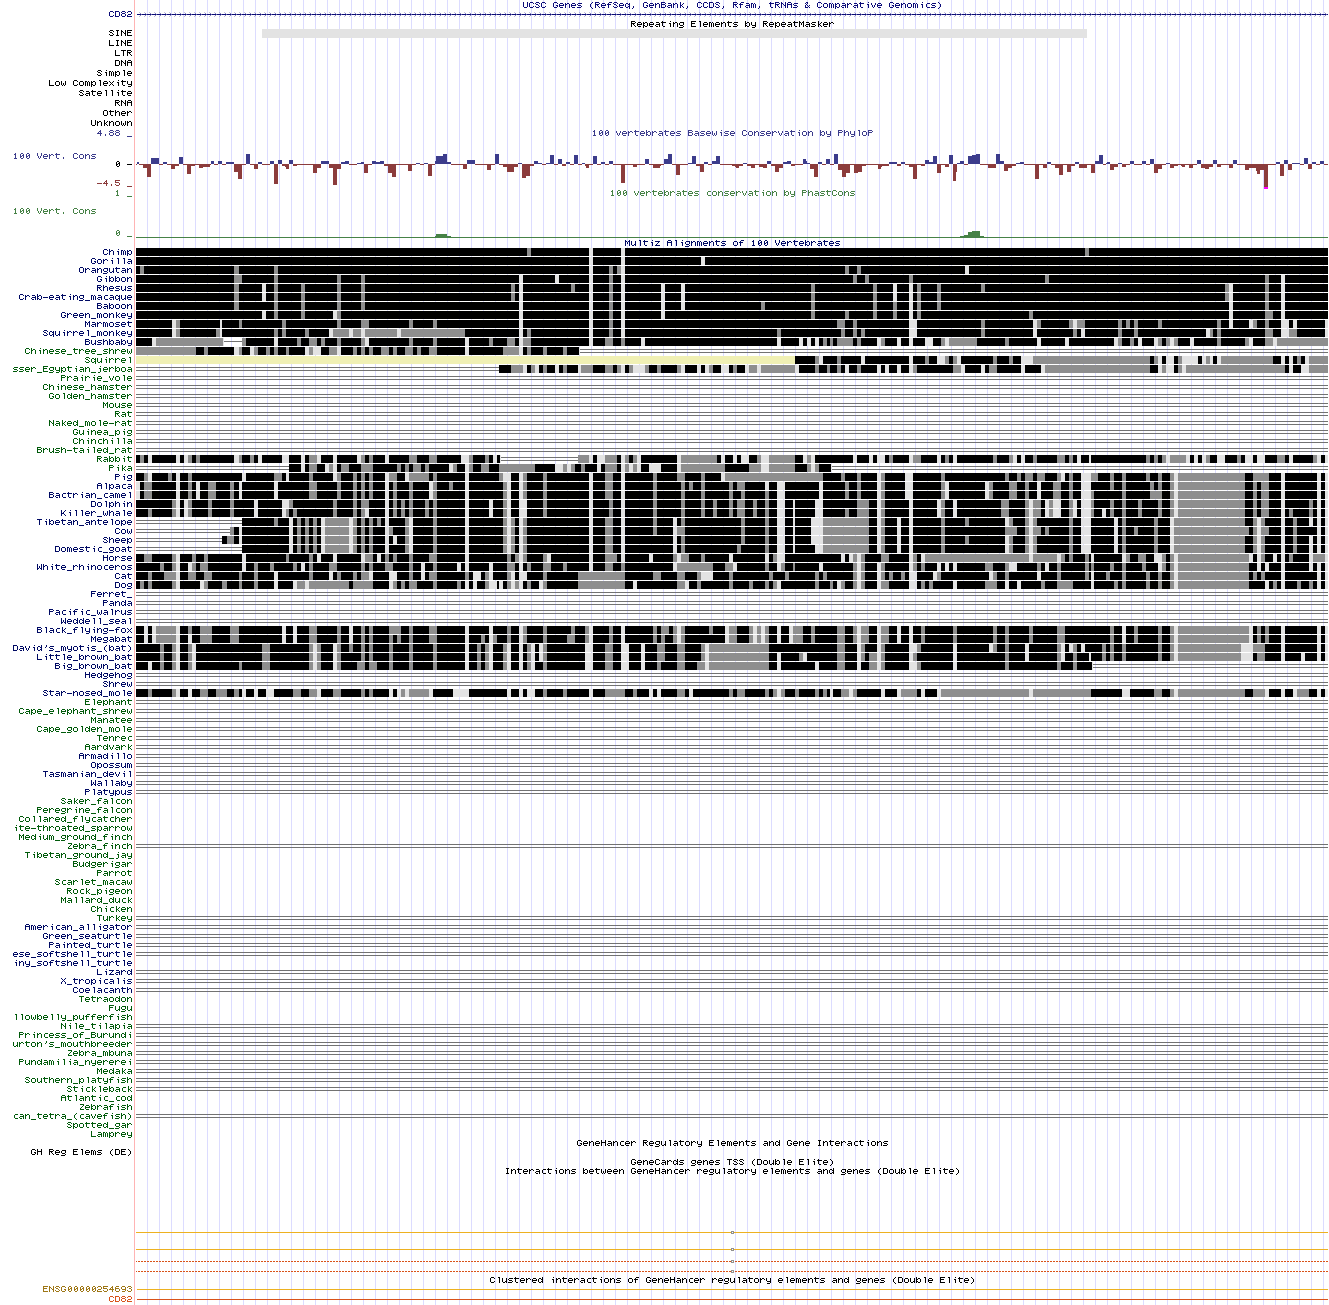 UCSC Genes (RefSeq, GenBank, CCDS, Rfam, tRNAs & Comparative Genomics)
CD82
Repeating Elements by RepeatMasker
SINE
LINE
LTR
DNA
Simple
Low Complexity
Satellite
RNA
Other
Unknown
4.88 _
100 vertebrates Basewise Conservation by PhyloP
100 Vert. Cons
0 _
-4.5 _
100 vertebrates conservation by PhastCons
1 _
100 Vert. Cons
0 _
Multiz Alignments of 100 Vertebrates
Chimp
Gorilla
Orangutan
Gibbon
Rhesus
Crab-eating_macaque
Baboon
Green_monkey
Marmoset
Squirrel_monkey
Bushbaby
Chinese_tree_shrew
Squirrel
sser_Egyptian_jerboa
Prairie_vole
Chinese_hamster
Golden_hamster
Mouse
Rat
Naked_mole-rat
Guinea_pig
Chinchilla
Brush-tailed_rat
Rabbit
Pika
Pig
Alpaca
Bactrian_camel
Dolphin
Killer_whale
Tibetan_antelope
Cow
Sheep
Domestic_goat
Horse
White_rhinoceros
Cat
Dog
Ferret_
Panda
Pacific_walrus
Weddell_seal
Black_flying-fox
Megabat
David's_myotis_(bat)
Little_brown_bat
Big_brown_bat
Hedgehog
Shrew
Star-nosed_mole
Elephant
Cape_elephant_shrew
Manatee
Cape_golden_mole
Tenrec
Aardvark
Armadillo
Opossum
Tasmanian_devil
Wallaby
Platypus
Saker_falcon
Peregrine_falcon
Collared_flycatcher
ite-throated_sparrow
Medium_ground_finch
Zebra_finch
Tibetan_ground_jay
Budgerigar
Parrot
Scarlet_macaw
Rock_pigeon
Mallard_duck
Chicken
Turkey
American_alligator
Green_seaturtle
Painted_turtle
ese_softshell_turtle
iny_softshell_turtle
Lizard
X_tropicalis
Coelacanth
Tetraodon
Fugu
llowbelly_pufferfish
Nile_tilapia
Princess_of_Burundi
urton's_mouthbreeder
Zebra_mbuna
Pundamilia_nyererei
Medaka
Southern_platyfish
Stickleback
Atlantic_cod
Zebrafish
can_tetra_(cavefish)
Spotted_gar
Lamprey
GeneHancer Regulatory Elements and Gene Interactions
GH Reg Elems (DE)
GeneCards genes TSS (Double Elite)
Interactions between GeneHancer regulatory elements and genes (Double Elite)
Clustered interactions of GeneHancer regulatory elements and genes (Double Elite)
ENSG00000254693
CD82